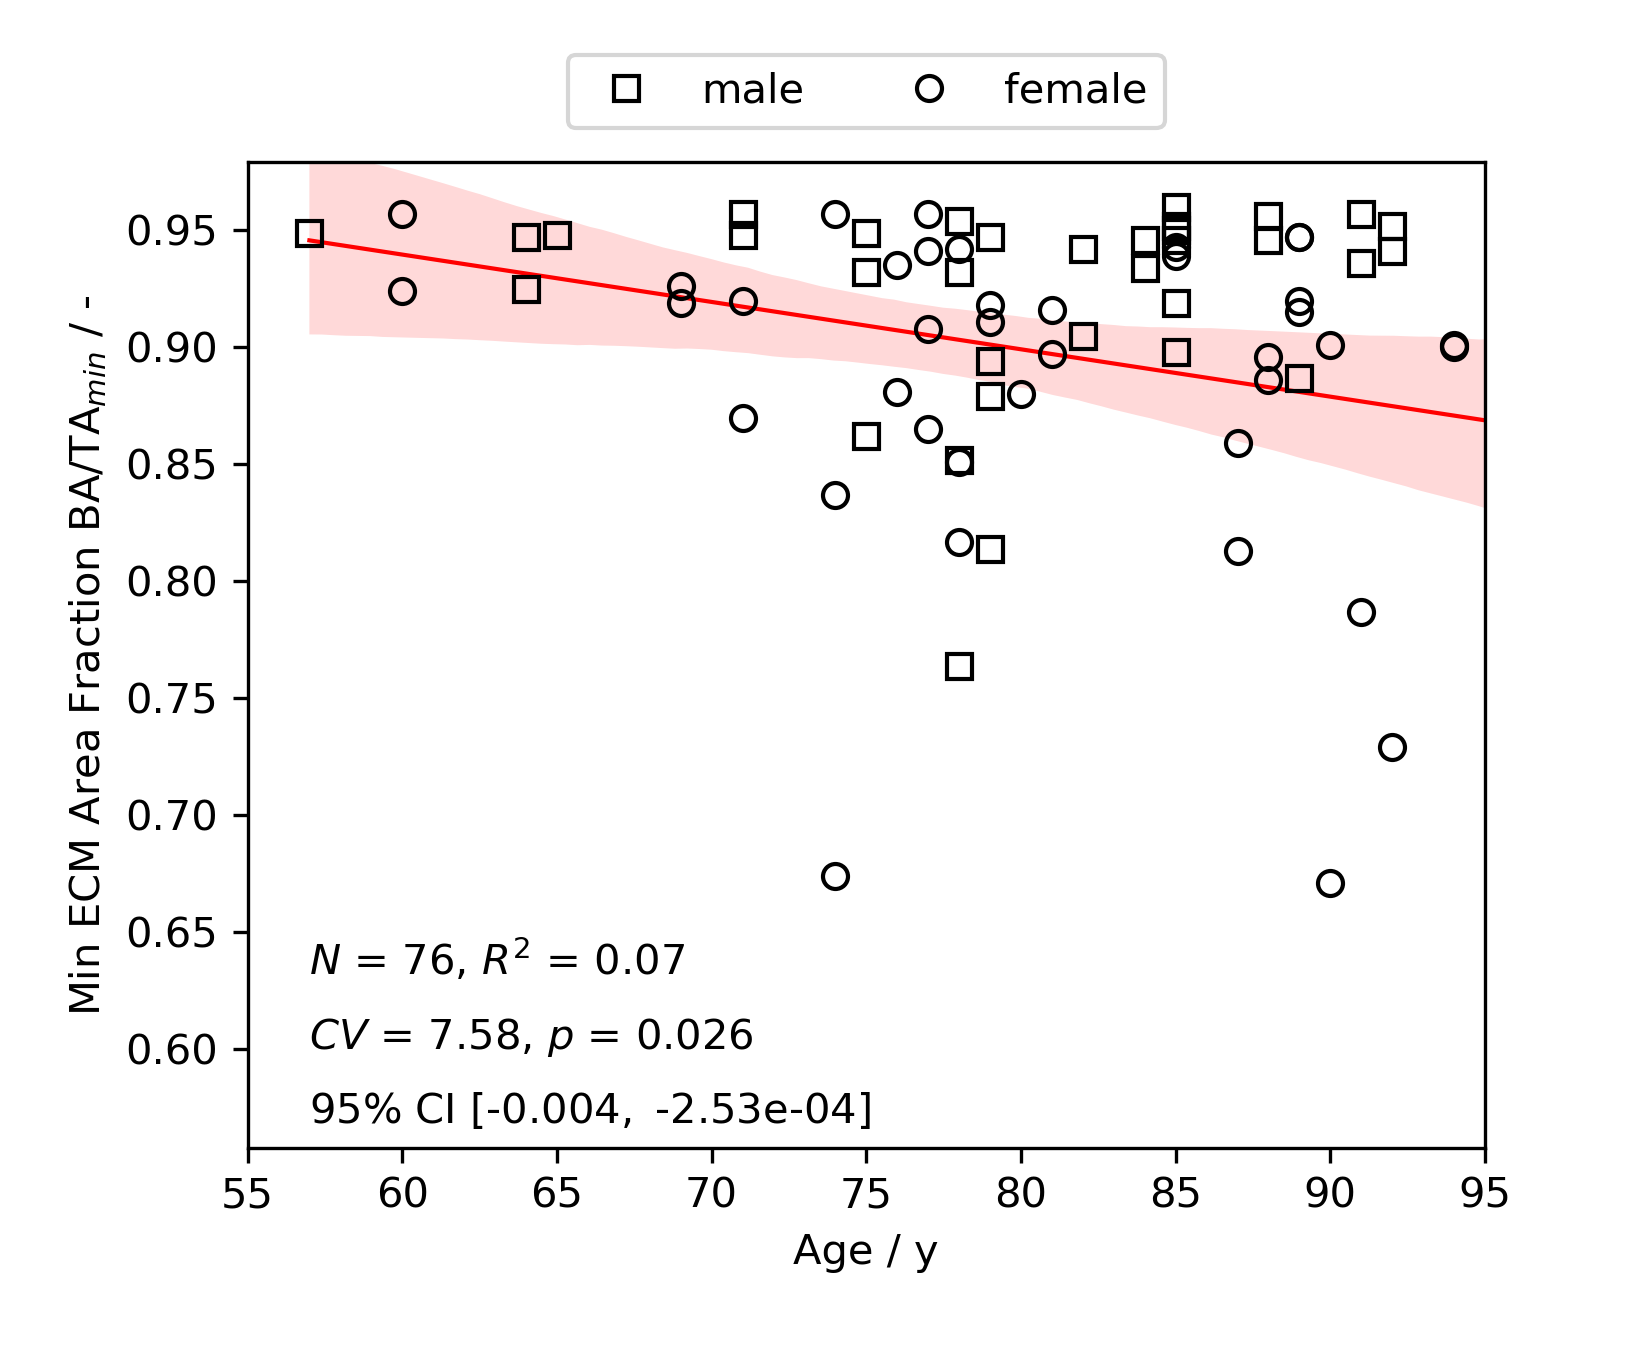 male female
Min ECM Area Fraction BA/TA_min / -
0.95
0.90
0.85
0.80
0.75
0.70
0.65
0.60
N = 76, R² = 0.07
CV = 7.58, p = 0.026
95% CI [-0.004, -2.53e-04]
55 60 65 70 75 80 85 90 95
Age / y